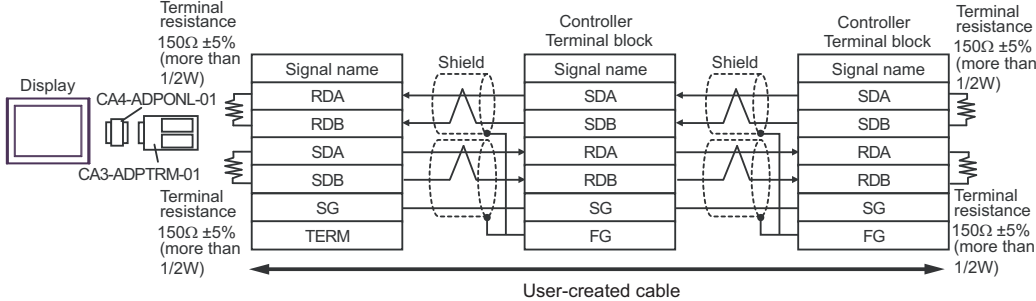 Terminal
resistance
150Ω ±5%
(more than
1/2W)
Display
CA4-ADPONL-01
CA3-ADPTRM-01
Terminal
resistance
150Ω ±5%
(more than
1/2W)
Signal name
RDA
RDB
SDA
SDB
SG
TERM
Shield
Controller
Terminal block
Signal name
SDA
SDB
RDA
RDB
SG
FG
Shield
Controller
Terminal block
Signal name
SDA
SDB
RDA
RDB
SG
FG
Terminal
resistance
150Ω ±5%
(more than
1/2W)
Terminal
resistance
150Ω ±5%
(more than
1/2W)
User-created cable